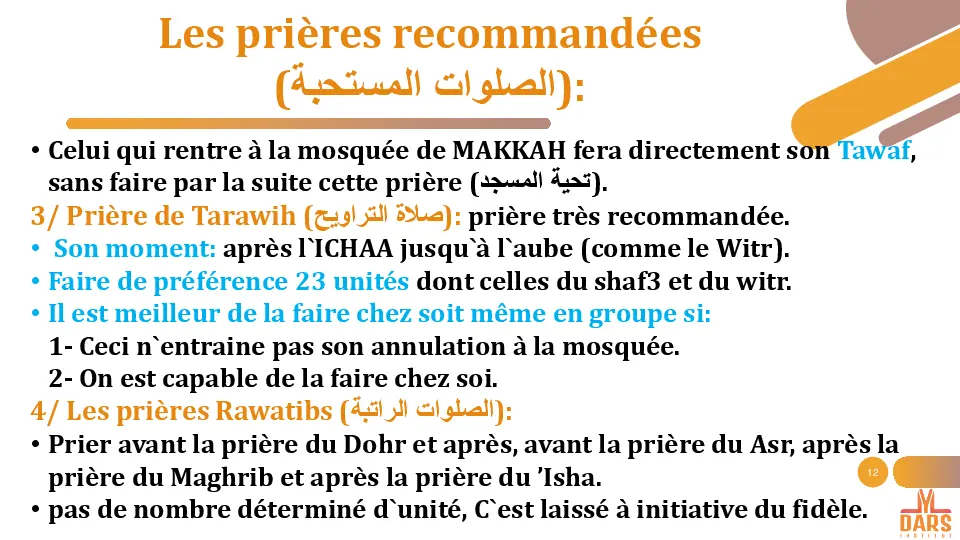 Les prières recommandées
(الصلوات المستحبة):
• Celui qui rentre à la mosquée de MAKKAH fera directement son Tawaf,
sans faire par la suite cette prière (تحية المسجد).
3/ Prière de Tarawih (صلاة التراويح): prière très recommandée.
• Son moment: après l`ICHAA jusqu`à l`aube (comme le Witr).
• Faire de préférence 23 unités dont celles du shaf3 et du witr.
• Il est meilleur de la faire chez soit même en groupe si:
1- Ceci n`entraine pas son annulation à la mosquée.
2- On est capable de la faire chez soi.
4/ Les prières Rawatibs (الصلوات الراتبة):
• Prier avant la prière du Dohr et après, avant la prière du Asr, après la
prière du Maghrib et après la prière du ’Isha.
• pas de nombre déterminé d`unité, C`est laissé à initiative du fidèle.
12
DARS
INSTITUT